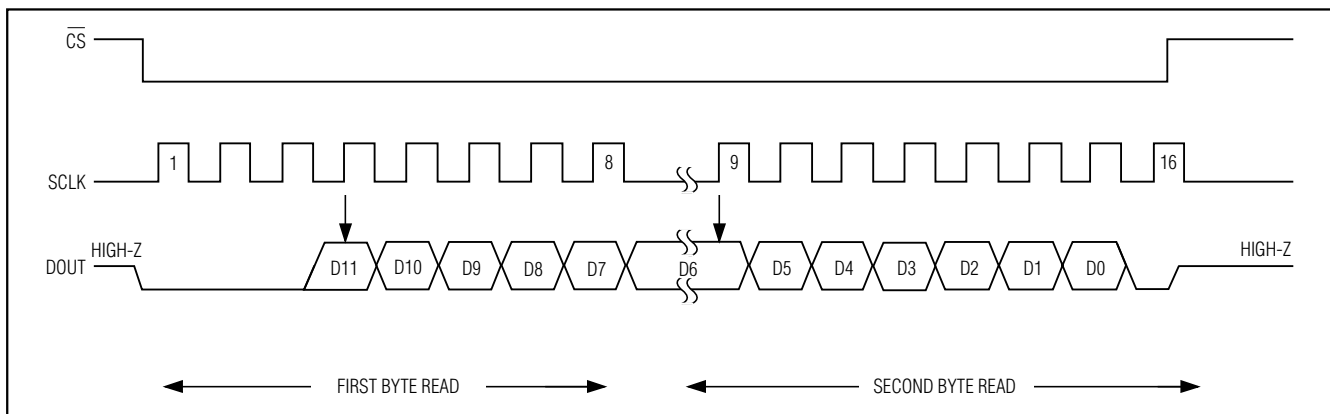 CS
1
8
9
16
SCLK
HIGH-Z
HIGH-Z
DOUT
D11
D10
D9
D8
D7
D6
D5
D4
D3
D2
D1
D0
FIRST BYTE READ
SECOND BYTE READ